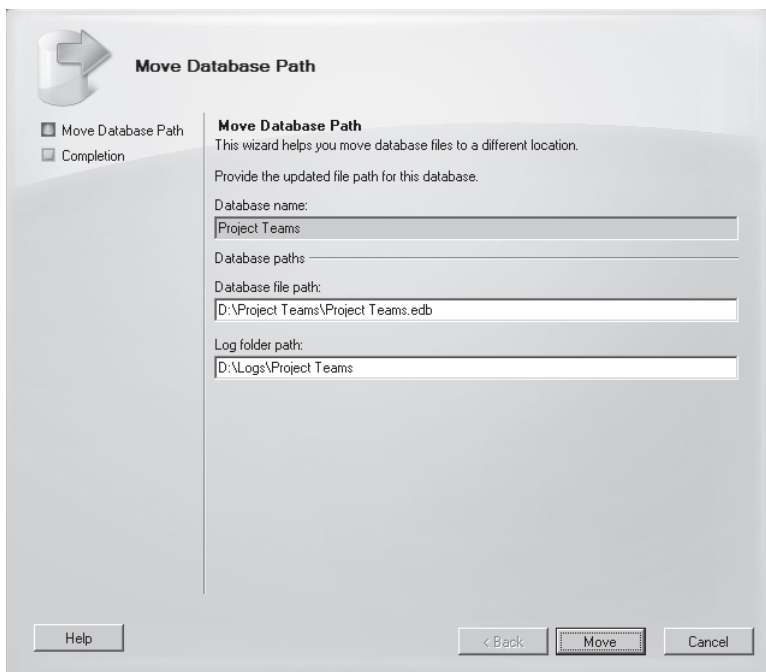 Move Database Path
Move Database Path
Completion
Move Database Path
This wizard helps you move database files to a different location.
Provide the updated file path for this database.
Database name:
Project Teams
Database paths
Database file path:
D:\Project Teams\Project Teams.edb
Log folder path:
D:\Logs\Project Teams
Help
< Back
Move
Cancel